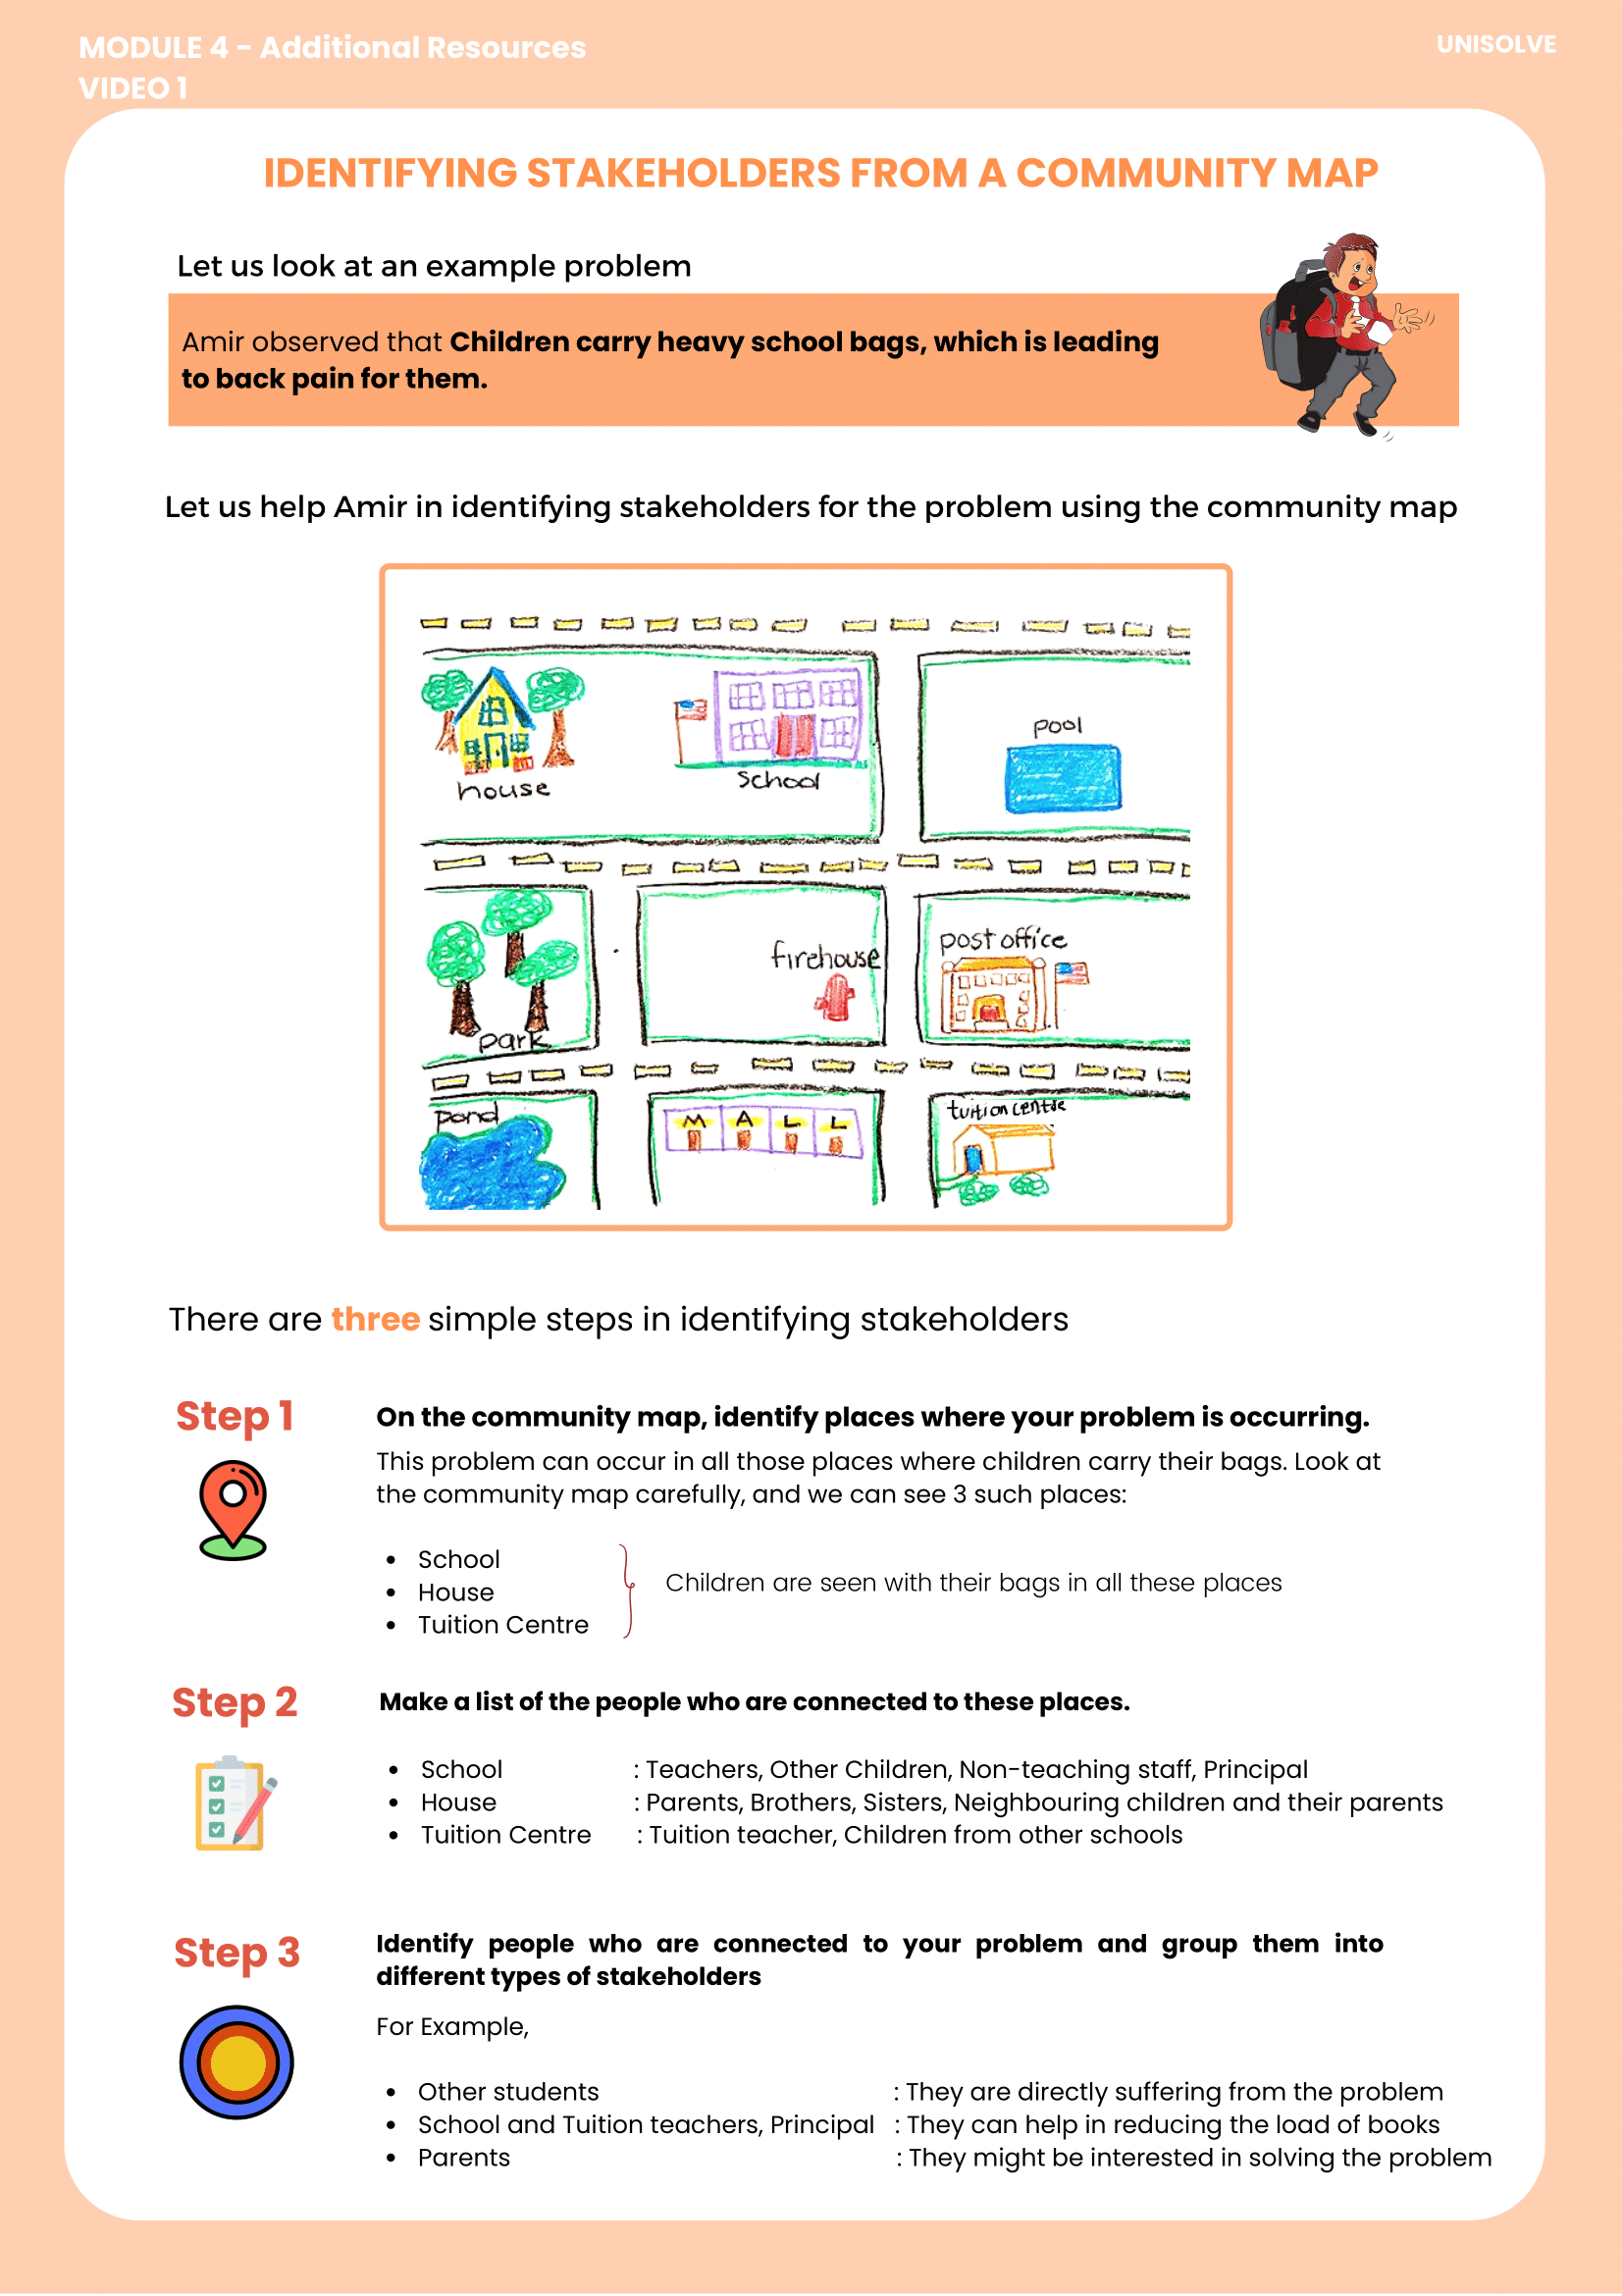 MODULE 4 - Additional Resources
VIDEO 1
UNISOLVE
IDENTIFYING STAKEHOLDERS FROM A COMMUNITY MAP
Let us look at an example problem
Amir observed that Children carry heavy school bags, which is leading
to back pain for them.
Let us help Amir in identifying stakeholders for the problem using the community map
house
school
pool
park
firehouse
post office
pond
MALL
tuition centre
There are three simple steps in identifying stakeholders
Step 1
On the community map, identify places where your problem is occurring.
This problem can occur in all those places where children carry their bags. Look at
the community map carefully, and we can see 3 such places:
• School
• House
• Tuition Centre
Children are seen with their bags in all these places
Step 2
Make a list of the people who are connected to these places.
• School : Teachers, Other Children, Non-teaching staff, Principal
• House : Parents, Brothers, Sisters, Neighbouring children and their parents
• Tuition Centre : Tuition teacher, Children from other schools
Step 3
Identify people who are connected to your problem and group them into
different types of stakeholders
For Example,
• Other students : They are directly suffering from the problem
• School and Tuition teachers, Principal : They can help in reducing the load of books
• Parents : They might be interested in solving the problem